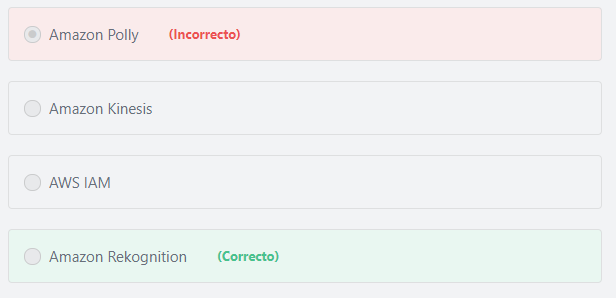 Amazon Polly (Incorrecto)
Amazon Kinesis
AWS IAM
Amazon Rekognition (Correcto)